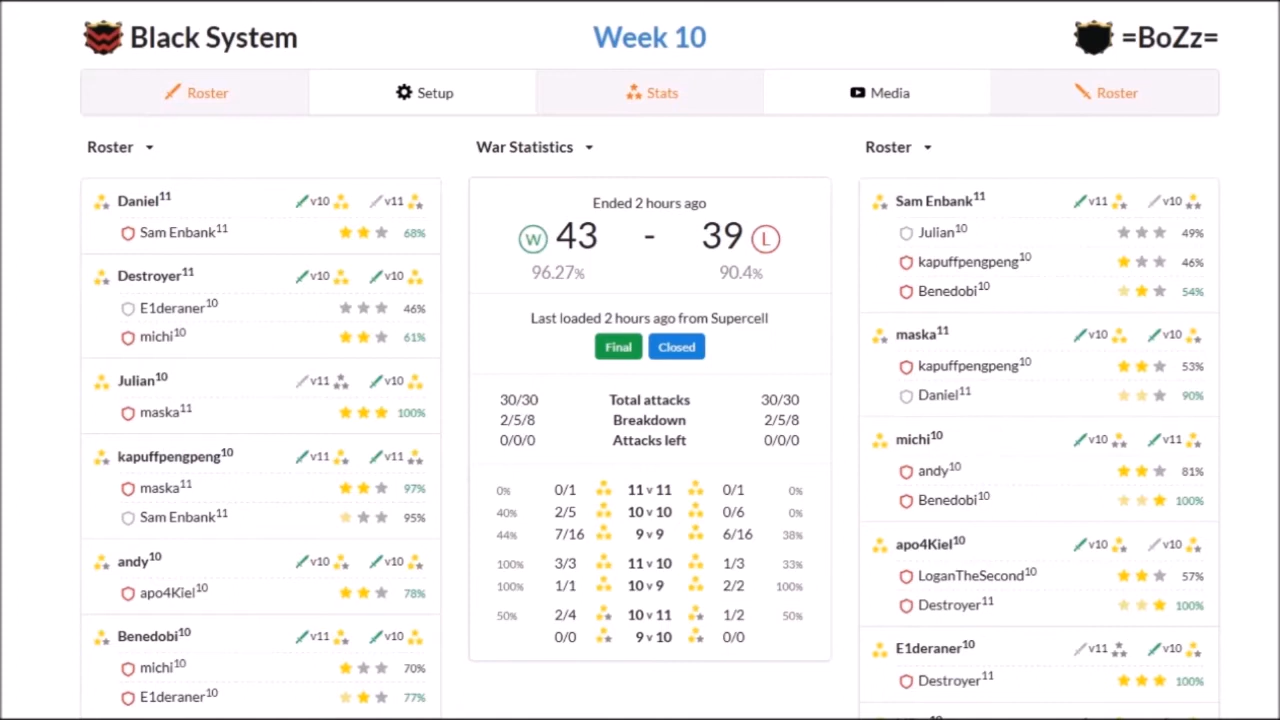 Black System
Week 10
=BoZz=
Roster
Setup
Stats
Media
Roster
Roster
Daniel11 v10 v11
Sam Enbank11 68%
Destroyer11 v10 v10
E1deraner10 46%
michi10 61%
Julian10 v11 v10
maska11 100%
kapuffpengpeng10 v11 v11
maska11 97%
Sam Enbank11 95%
andy10 v10 v10
apo4Kiel10 78%
Benedobi10 v11 v10
michi10 70%
E1deraner10 77%
War Statistics
Ended 2 hours ago
W 43 - 39 L
96.27% 90.4%
Last loaded 2 hours ago from Supercell
Final Closed
30/30 Total attacks 30/30
2/5/8 Breakdown 2/5/8
0/0/0 Attacks left 0/0/0
0% 0/1 11 v 11 0/1 0%
40% 2/5 10 v 10 0/6 0%
44% 7/16 9 v 9 6/16 38%
100% 3/3 11 v 10 1/3 33%
100% 1/1 10 v 9 2/2 100%
50% 2/4 10 v 11 1/2 50%
0/0 9 v 10 0/0
Roster
Sam Enbank11 v11 v10
Julian10 49%
kapuffpengpeng10 46%
Benedobi10 54%
maska11 v10 v10
kapuffpengpeng10 53%
Daniel11 90%
michi10 v10 v11
andy10 81%
Benedobi10 100%
apo4Kiel10 v10 v10
LoganTheSecond10 57%
Destroyer11 100%
E1deraner10 v11 v10
Destroyer11 100%